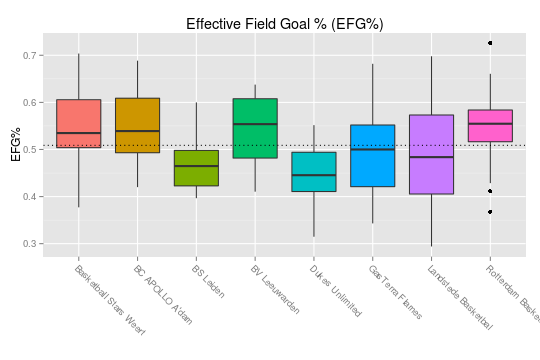 Effective Field Goal % (EFG%)
EFG%
0.7
0.6
0.5
0.4
0.3
Basketball Stars Weert
BC APOLLO A'dam
BS Leiden
BV Leeuwarden
Dukes Unlimited
GasTerra Flames
Landstede Basketbal
Rotterdam Basket